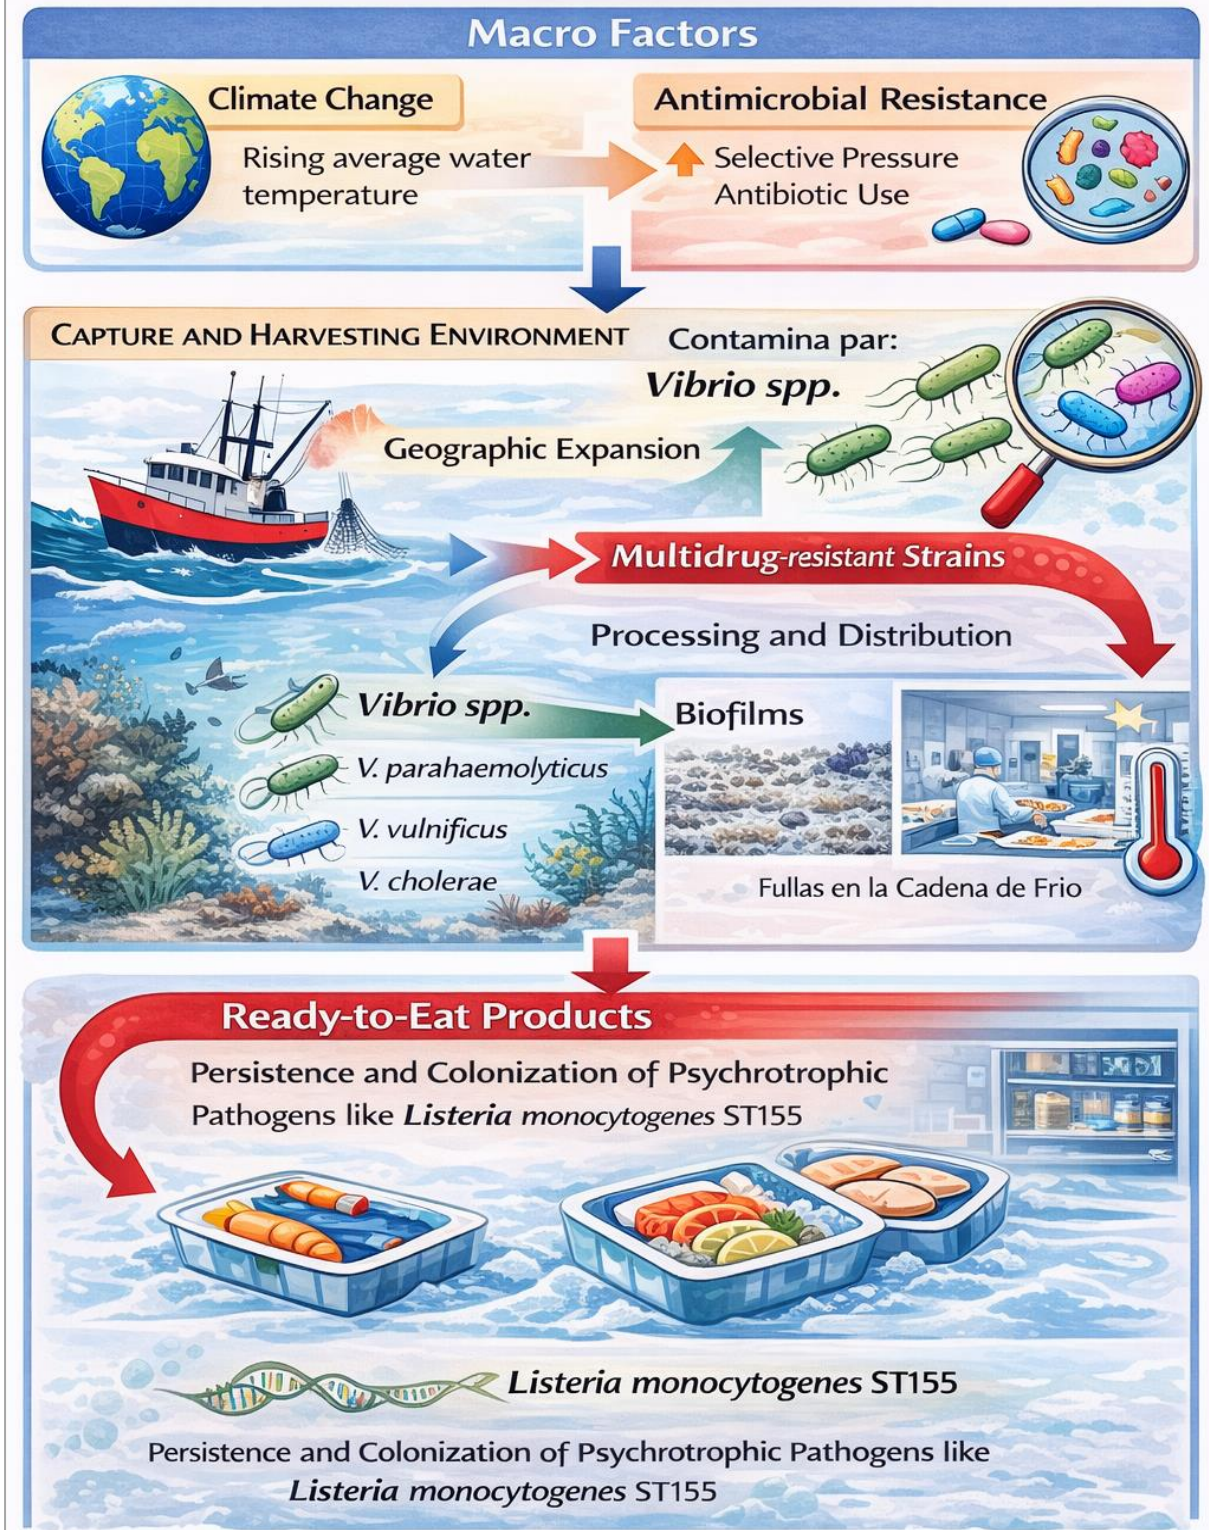 Macro Factors
Climate Change
Rising average water
temperature
Antimicrobial Resistance
Selective Pressure
Antibiotic Use
CAPTURE AND HARVESTING ENVIRONMENT
Contamina par:
Vibrio spp.
Geographic Expansion
Multidrug-resistant Strains
Processing and Distribution
Vibrio spp.
V. parahaemolyticus
V. vulnificus
V. cholerae
Biofilms
Fullas en la Cadena de Frio
Ready-to-Eat Products
Persistence and Colonization of Psychrotrophic
Pathogens like Listeria monocytogenes ST155
Listeria monocytogenes ST155
Persistence and Colonization of Psychrotrophic Pathogens like
Listeria monocytogenes ST155